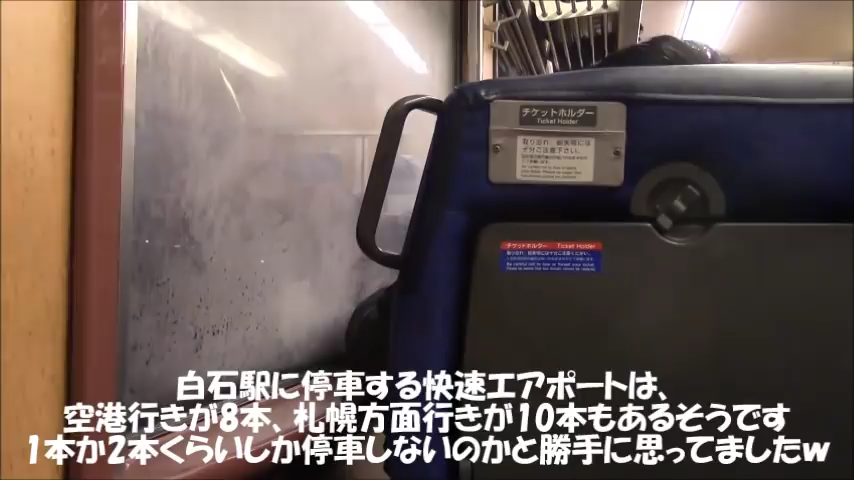 チケットホルダー
Ticket Holder
チケットホルダー Ticket Holder
白石駅に停車する快速エアポートは、
空港行きが8本、札幌方面行きが10本もあるそうです
1本か2本くらいしか停車しないのかと勝手に思ってましたw